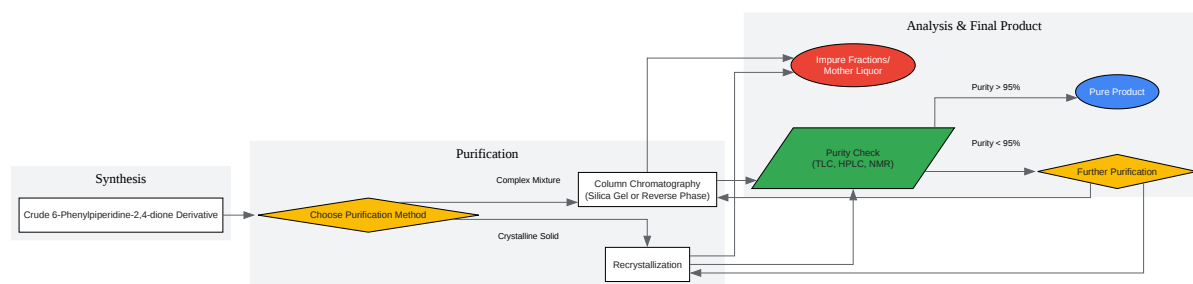 Synthesis
Crude 6-Phenylpiperidine-2,4-dione Derivative
Purification
Choose Purification Method
Complex Mixture
Crystalline Solid
Column Chromatography
(Silica Gel or Reverse Phase)
Recrystallization
Analysis & Final Product
Impure Fractions/
Mother Liquor
Purity Check
(TLC, HPLC, NMR)
Purity > 95%
Purity < 95%
Pure Product
Further Purification